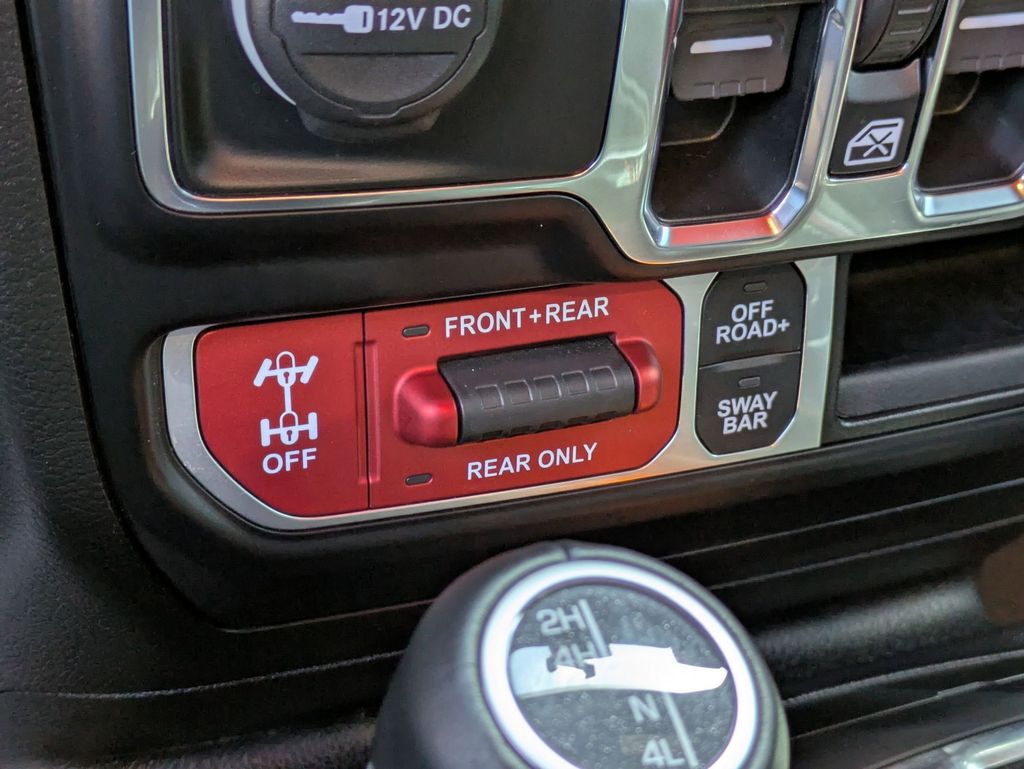 12V DC
FRONT+REAR
OFF
REAR ONLY
OFF
ROAD+
SWAY
BAR
2H
4H
N
4L